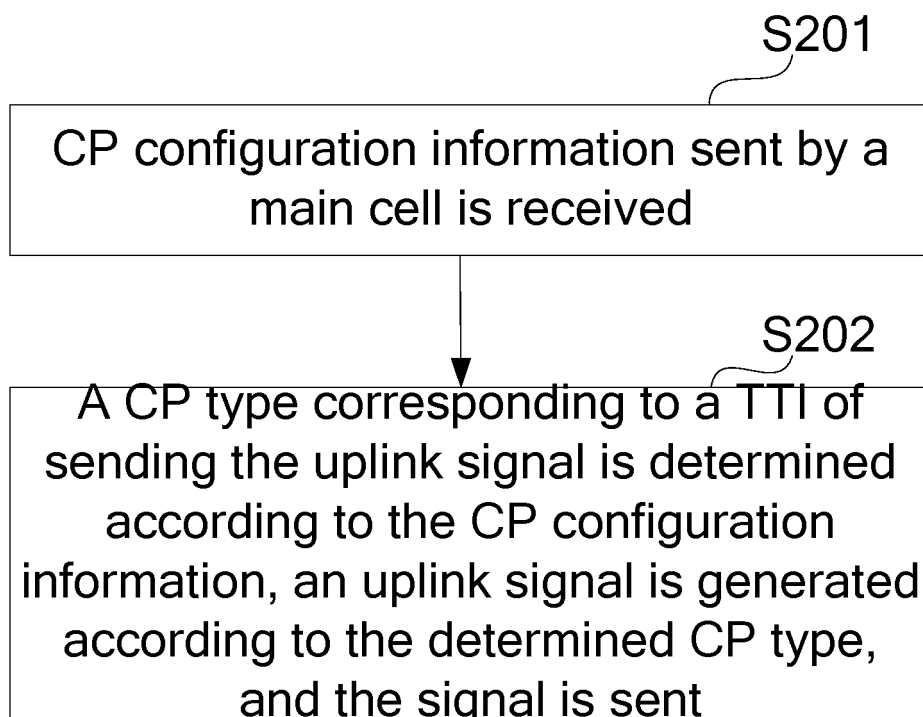 S201
CP configuration information sent by a
main cell is received
S202
A CP type corresponding to a TTI of
sending the uplink signal is determined
according to the CP configuration
information, an uplink signal is generated
according to the determined CP type,
and the signal is sent